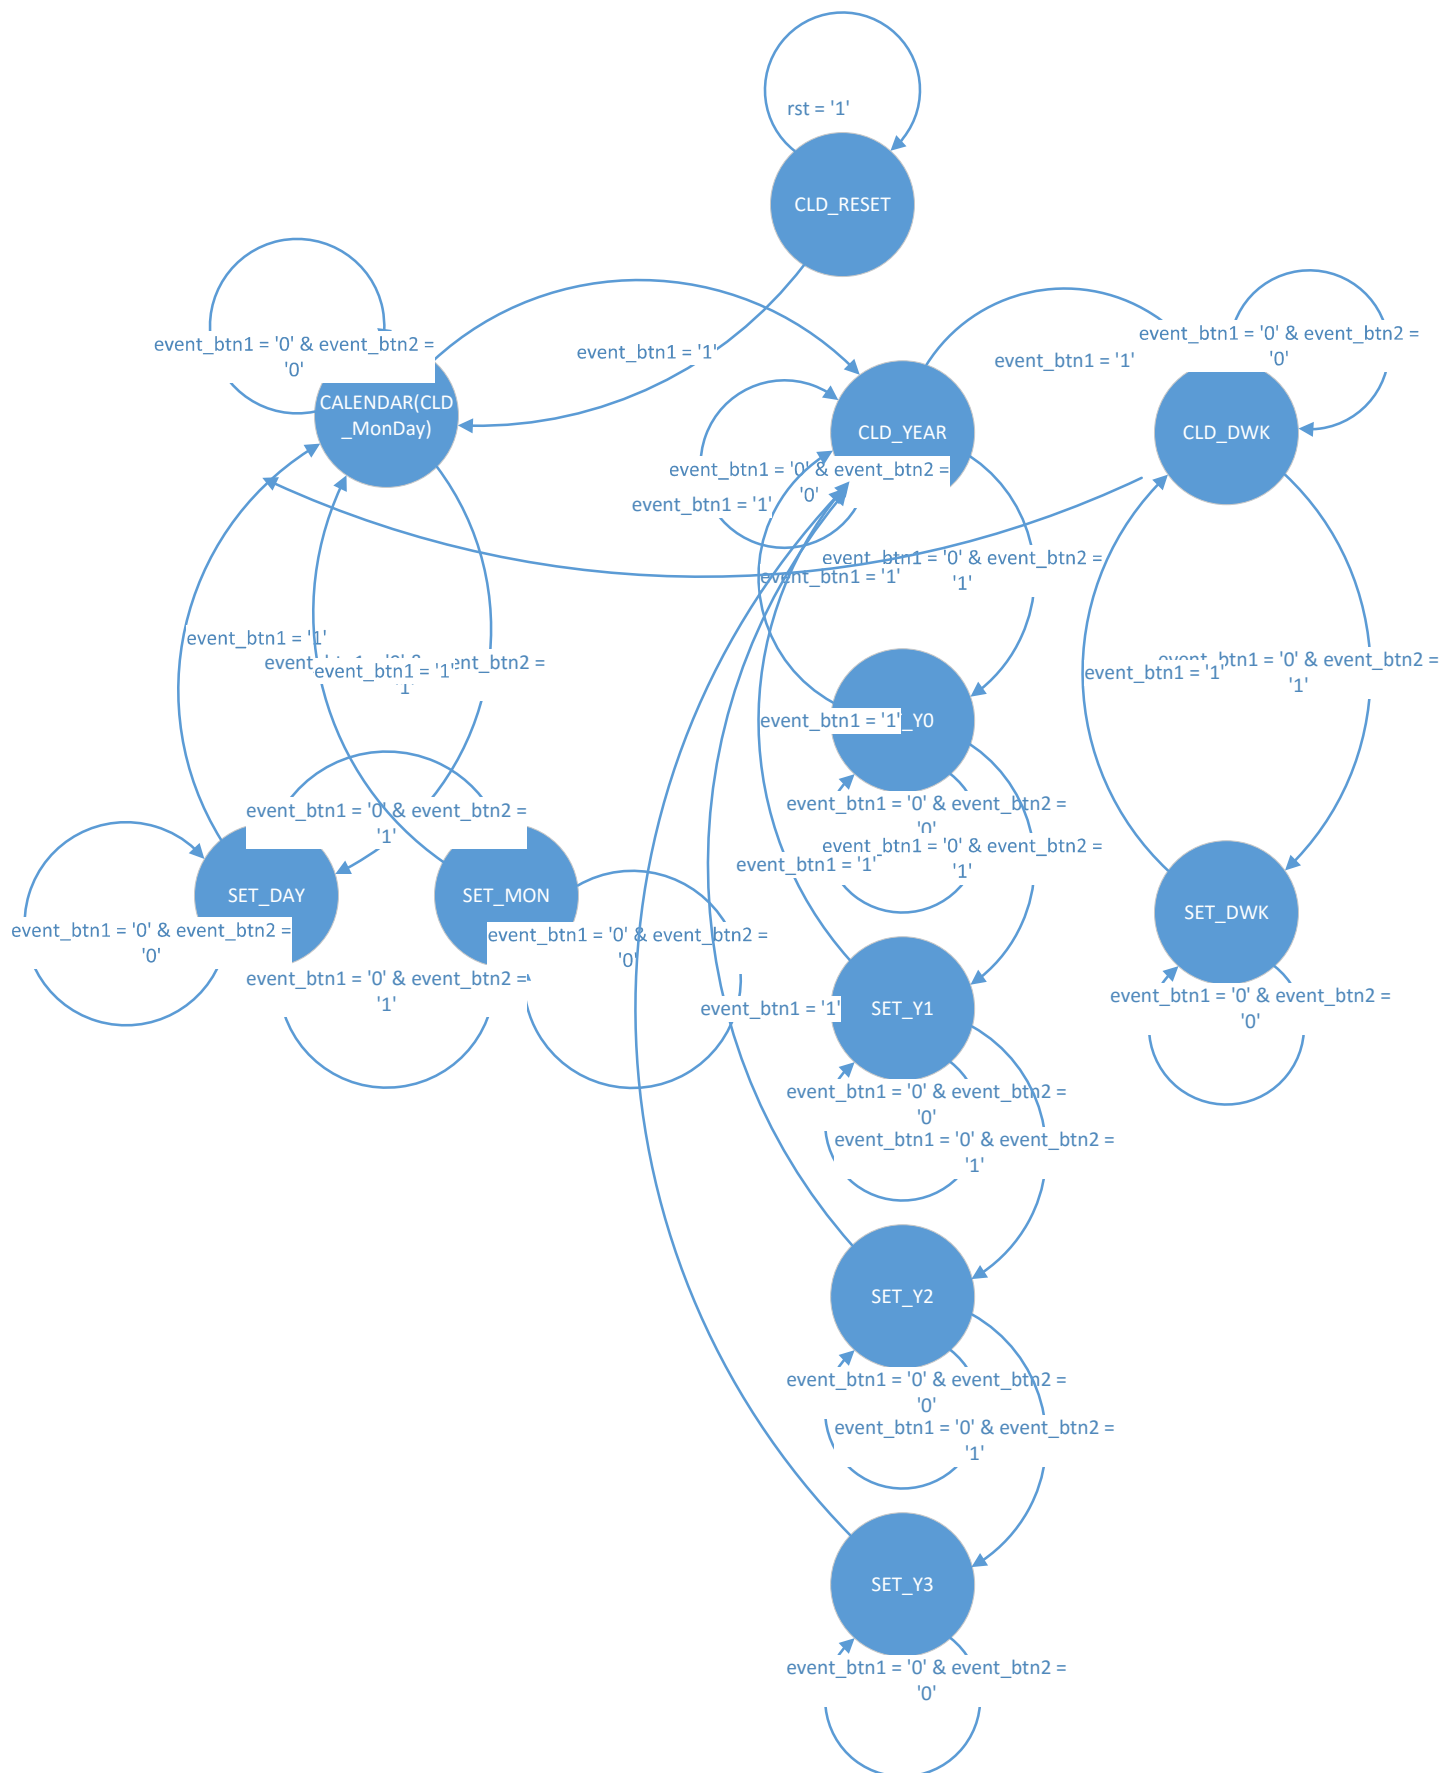 rst = '1'
CLD_RESET
event_btn1 = '0' & event_btn2 =
'0'
event_btn1 = '1'
event_btn1 = '1'
event_btn1 = '0' & event_btn2 =
'0'
CALENDAR(CLD
_MonDay)
CLD_YEAR
CLD_DWK
event_btn1 = '0' & event_btn2 =
'0'
event_btn1 = '1'
event_btn1 = '0' & event_btn2 =
'1'
event_btn1 = '1'
event_btn1 = '1'
event_btn2 =
'1'
event_btn1 = '1'
event_btn1 = '0' & event_btn2 =
'1'
event_btn1 = '1'
event_btn1 = '1'
_Y0
event_btn1 = '0' & event_btn2 =
'0'
event_btn1 = '0' & event_btn2 =
'1'
event_btn1 = '0' & event_btn2 =
'1'
event_btn1 = '1'
SET_DAY
SET_MON
SET_DWK
event_btn1 = '0' & event_btn2 =
'0'
event_btn1 = '0' & event_btn2 =
'0'
event_btn1 = '0' & event_btn2 =
'1'
event_btn1 = '1'
SET_Y1
event_btn1 = '0' & event_btn2 =
'0'
event_btn1 = '0' & event_btn2 =
'0'
event_btn1 = '0' & event_btn2 =
'1'
SET_Y2
event_btn1 = '0' & event_btn2 =
'0'
event_btn1 = '0' & event_btn2 =
'1'
SET_Y3
event_btn1 = '0' & event_btn2 =
'0'